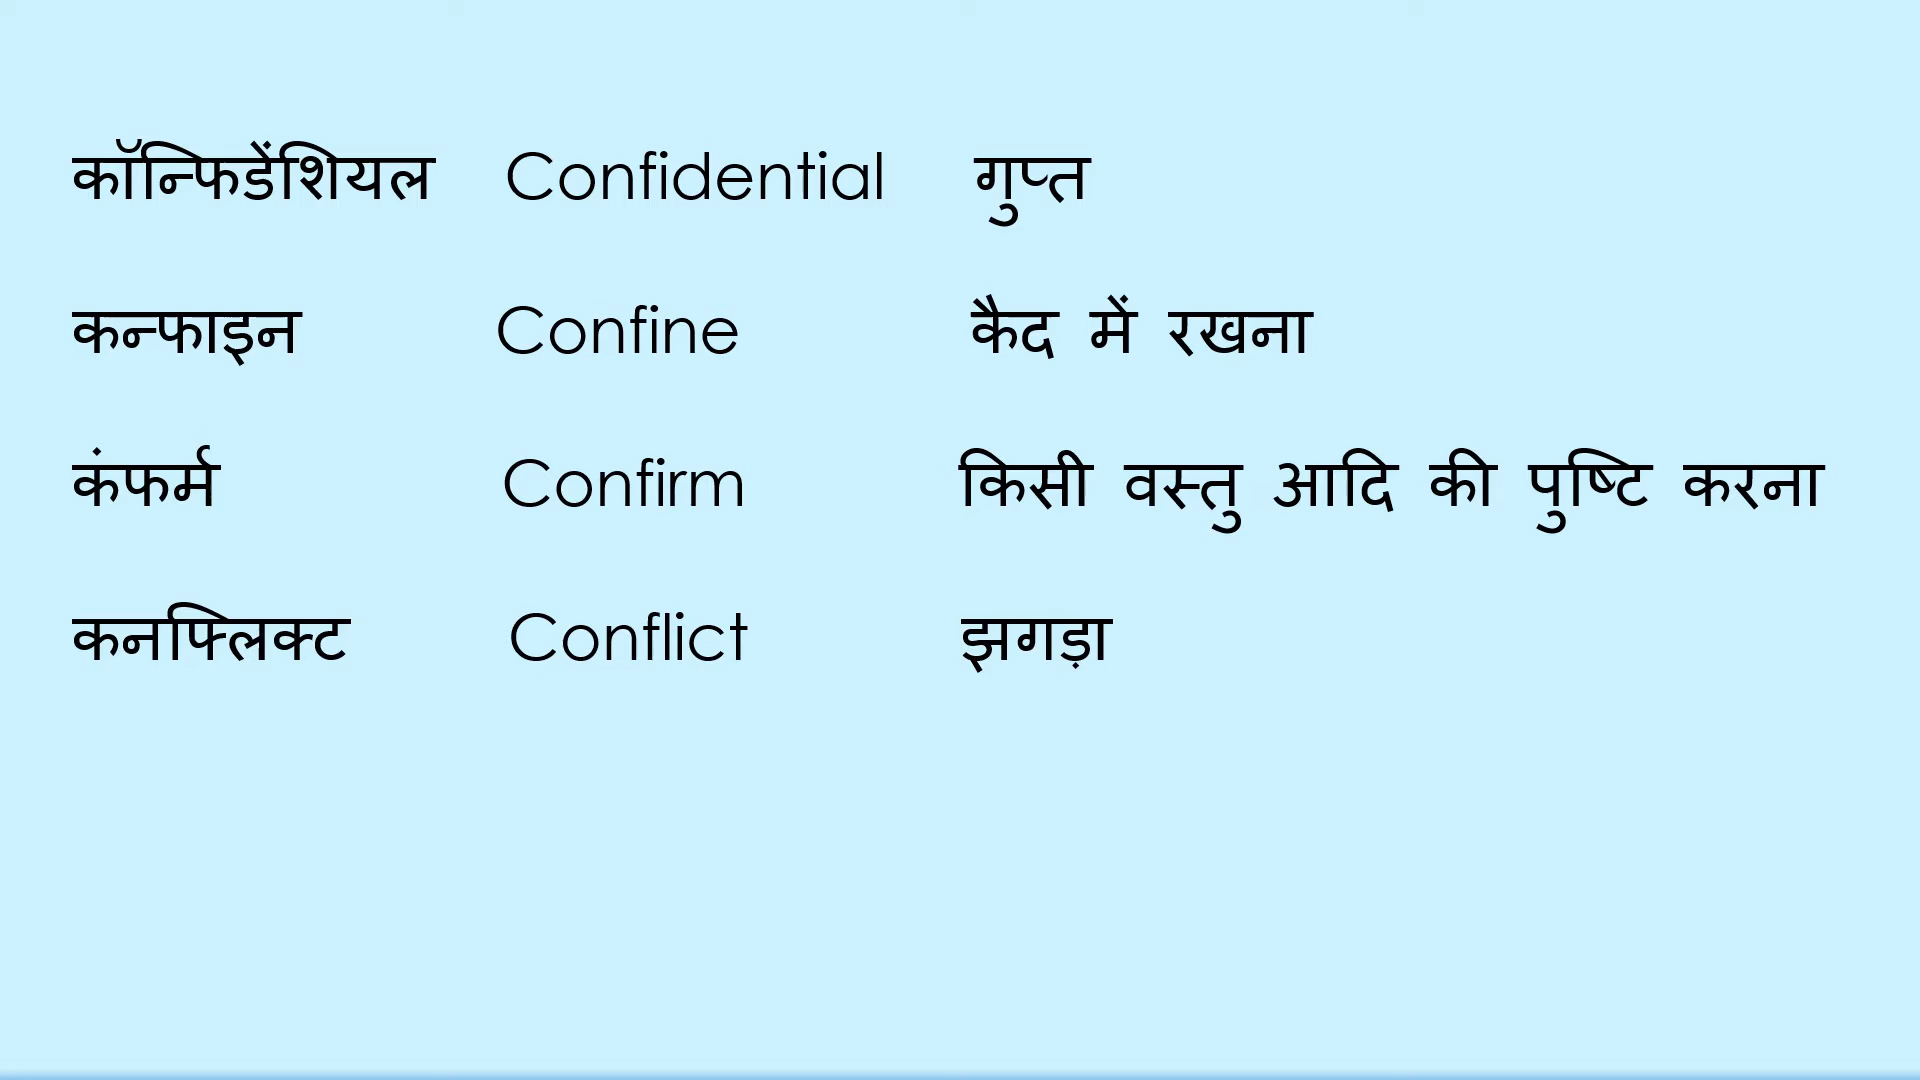 कॉन्फिडेंशियल Confidential गुप्त
कन्फाइन Confine कैद में रखना
कंफर्म Confirm किसी वस्तु आदि की पुष्टि करना
कनफ्लिक्ट Conflict झगड़ा